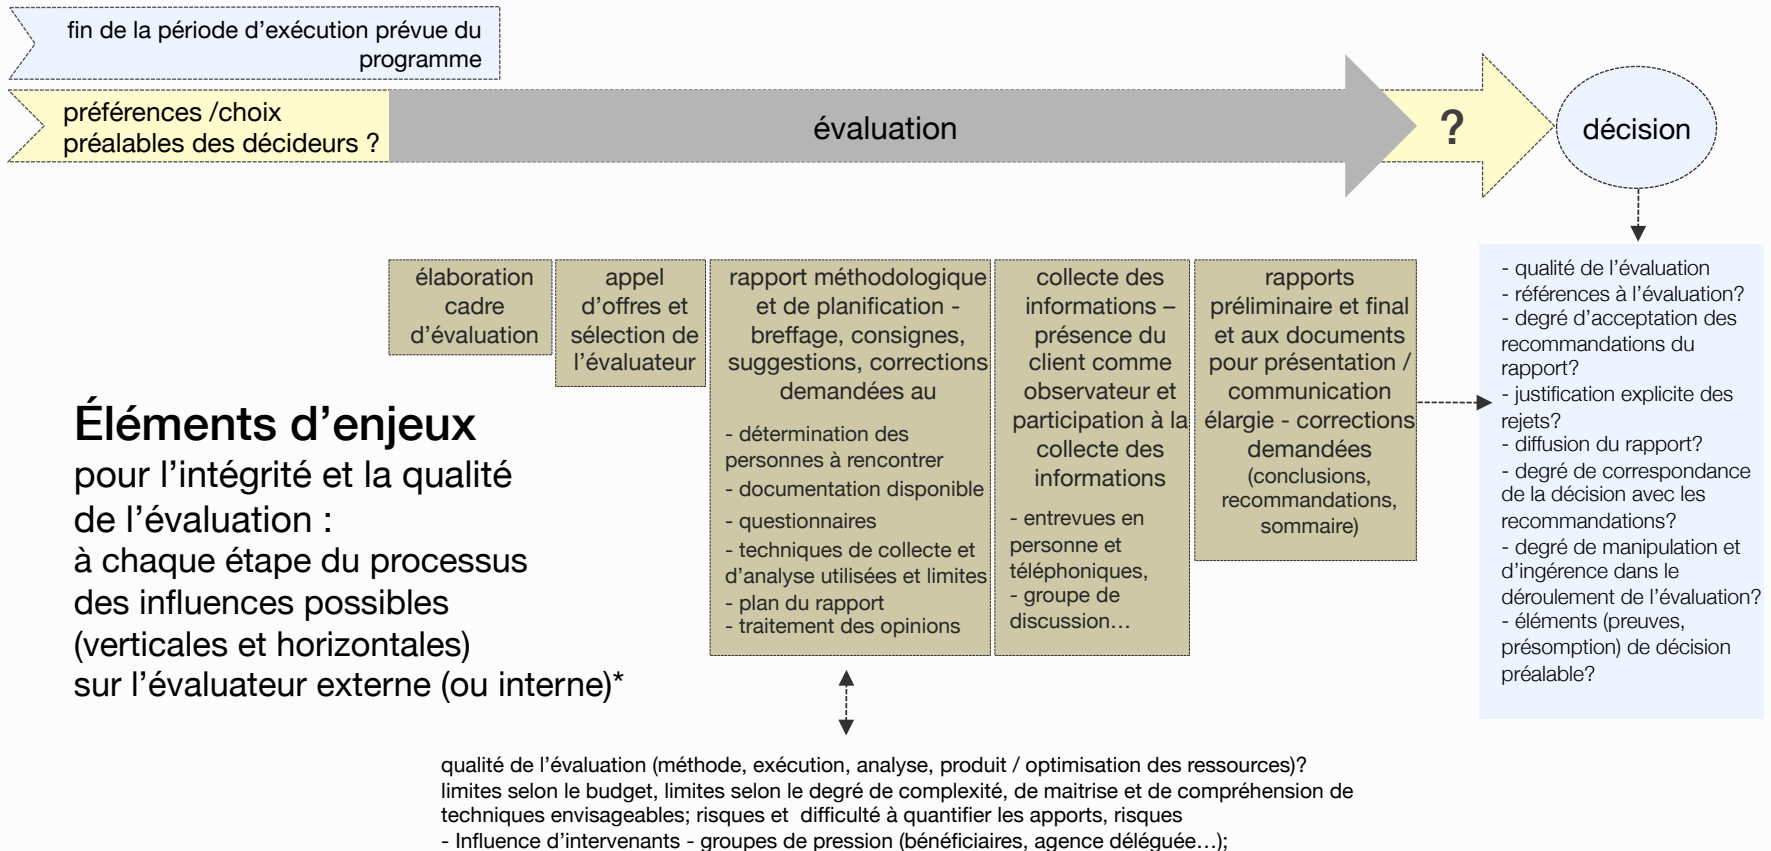 fin de la période d'exécution prévue du
programme
préférences /choix
préalables des décideurs ?
évaluation
?
décision
élaboration
cadre
d'évaluation
appel
d'offres et
sélection de
l'évaluateur
rapport méthodologique
et de planification -
breffage, consignes,
suggestions, corrections
demandées au
- détermination des
personnes à rencontrer
- documentation disponible
- questionnaires
- techniques de collecte et
d'analyse utilisées et limites
- plan du rapport
- traitement des opinions
collecte des
informations –
présence du
client comme
observateur et
participation à la
collecte des
informations
- entrevues en
personne et
téléphoniques,
- groupe de
discussion…
rapports
préliminaire et final
et aux documents
pour présentation /
communication
élargie - corrections
demandées
(conclusions,
recommandations,
sommaire)
- qualité de l'évaluation
- références à l'évaluation?
- degré d'acceptation des
recommandations du
rapport?
- justification explicite des
rejets?
- diffusion du rapport?
- degré de correspondance
de la décision avec les
recommandations?
- degré de manipulation et
d'ingérence dans le
déroulement de l'évaluation?
- éléments (preuves,
présomption) de décision
préalable?
Éléments d'enjeux
pour l'intégrité et la qualité
de l'évaluation :
à chaque étape du processus
des influences possibles
(verticales et horizontales)
sur l'évaluateur externe (ou interne)*
qualité de l'évaluation (méthode, exécution, analyse, produit / optimisation des ressources)?
limites selon le budget, limites selon le degré de complexité, de maitrise et de compréhension de
techniques envisageables; risques et difficulté à quantifier les apports, risques
- Influence d'intervenants - groupes de pression (bénéficiaires, agence déléguée…);